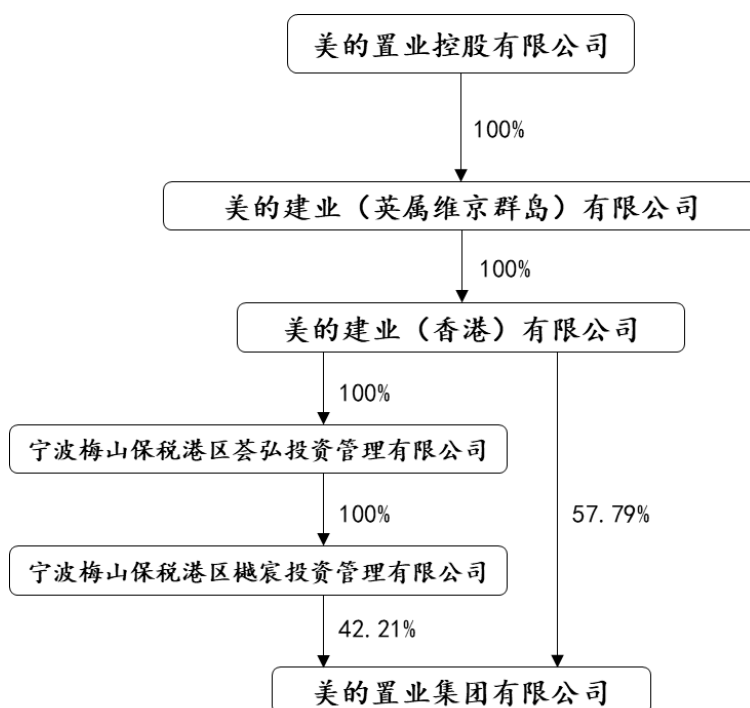 美的置业控股有限公司
100%
美的建业（英属维京群岛）有限公司
100%
美的建业（香港）有限公司
100%
宁波梅山保税港区荟弘投资管理有限公司
100%
57.79%
宁波梅山保税港区樾宸投资管理有限公司
42.21%
美的置业集团有限公司